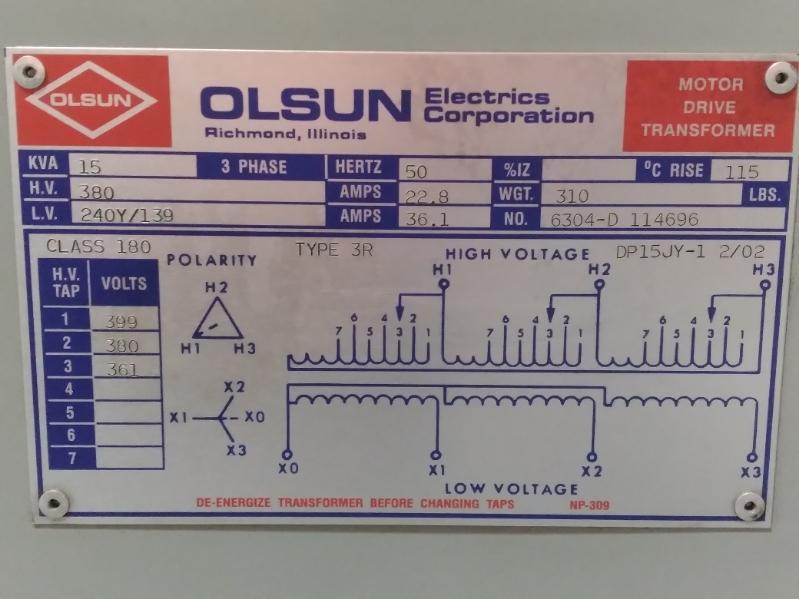 OLSUN
OLSUN Electrics Corporation
Richmond, Illinois
MOTOR
DRIVE
TRANSFORMER
KVA 15 3 PHASE HERTZ 50 %IZ °C RISE 115
H.V. 380 AMPS 22.8 WGT. 310 LBS.
L.V. 240Y/139 AMPS 36.1 NO. 6304-D 114696
CLASS 180 TYPE 3R HIGH VOLTAGE DP15JY-1 2/02
H.V. TAP VOLTS
1 399
2 380
3 361
4
5
6
7
POLARITY
H2
H1 H3
X2
X1 X0
X3
H1 H2 H3
7 6 5 4 3 2 1 7 6 5 4 3 2 1 7 6 5 4 3 2 1
X0 X1 X2 X3
LOW VOLTAGE
DE-ENERGIZE TRANSFORMER BEFORE CHANGING TAPS NP-309